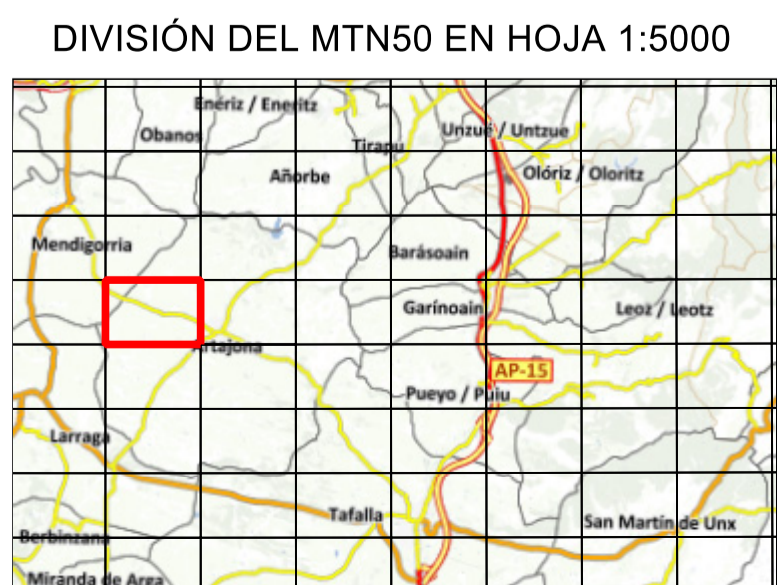 DIVISIÓN DEL MTN50 EN HOJA 1:5000
Enériz / Eneritz
Obanos
Unzué / Untzue
Tirapu
Añorbe
Olóriz / Oloritz
Mendigorria
Barásoain
Garínoain
Leoz / Leotz
Artajona
AP-15
Pueyo / Puiu
Larraga
Tafalla
San Martín de Unx
Berbinzana
Miranda de Arga